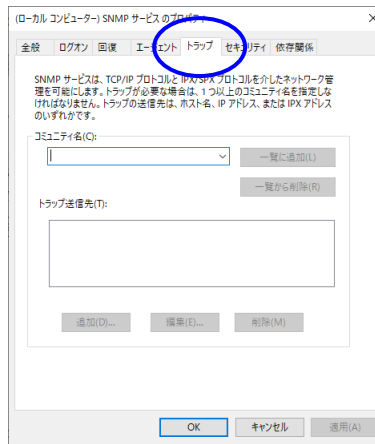 (ローカル コンピューター) SNMP サービス のプロパティ
全般 ログオン 回復 エージェント トラップ セキュリティ 依存関係
SNMP サービスは、TCP/IP プロトコルと IPX/SPX プロトコルを介したネットワーク管
理を可能にします。トラップが必要な場合は、1 つ以上のコミュニティ名を指定しな
ければなりません。トラップの送信先は、ホスト名、IP アドレス、または IPX アドレス
のいずれかです。
コミュニティ名(C):
一覧に追加(L)
一覧から削除(R)
トラップ送信先(T):
追加(D)... 編集(E)... 削除(M)
OK キャンセル 適用(A)